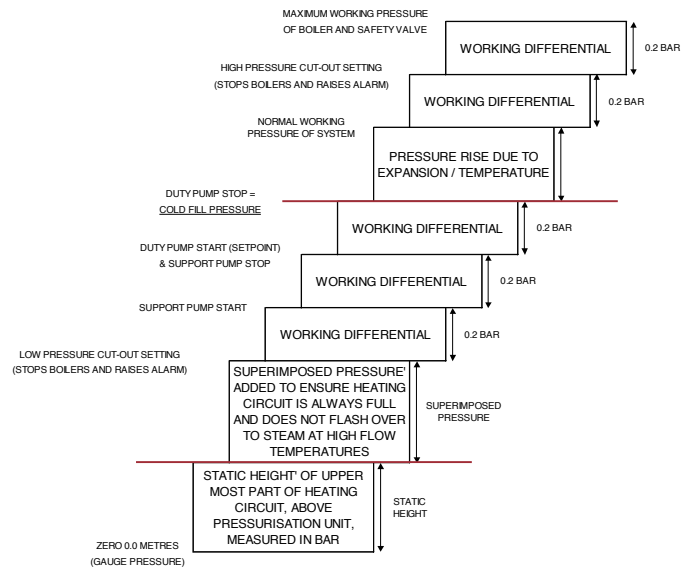 MAXIMUM WORKING PRESSURE
OF BOILER AND SAFETY VALVE
WORKING DIFFERENTIAL
0.2 BAR
HIGH PRESSURE CUT-OUT SETTING
(STOPS BOILERS AND RAISES ALARM)
WORKING DIFFERENTIAL
0.2 BAR
NORMAL WORKING
PRESSURE OF SYSTEM
PRESSURE RISE DUE TO
EXPANSION / TEMPERATURE
DUTY PUMP STOP =
COLD FILL PRESSURE
WORKING DIFFERENTIAL
0.2 BAR
DUTY PUMP START (SETPOINT)
& SUPPORT PUMP STOP
WORKING DIFFERENTIAL
0.2 BAR
SUPPORT PUMP START
WORKING DIFFERENTIAL
0.2 BAR
LOW PRESSURE CUT-OUT SETTING
(STOPS BOILERS AND RAISES ALARM)
SUPERIMPOSED PRESSURE'
ADDED TO ENSURE HEATING
CIRCUIT IS ALWAYS FULL
AND DOES NOT FLASH OVER
TO STEAM AT HIGH FLOW
TEMPERATURES
SUPERIMPOSED
PRESSURE
STATIC HEIGHT' OF UPPER
MOST PART OF HEATING
CIRCUIT, ABOVE
PRESSURISATION UNIT,
MEASURED IN BAR
STATIC
HEIGHT
ZERO 0.0 METRES
(GAUGE PRESSURE)